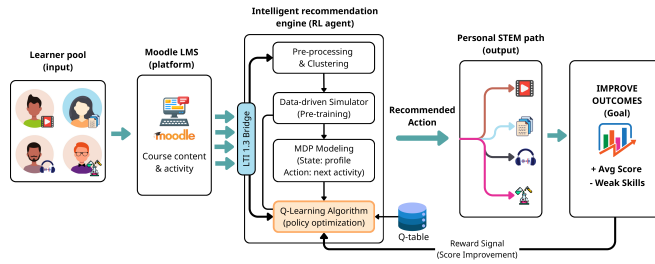 Intelligent recommendation
engine (RL agent)
Learner pool
(input)
Moodle LMS
(platform)
Personal STEM path
(output)
Pre-processing
& Clustering
Data-driven Simulator
(Pre-training)
MDP Modeling
(State: profile
Action: next activity)
Q-Learning Algorithm
(policy optimization)
LTI 1.3 Bridge
moodle
Course content
& activity
Recommended
Action
IMPROVE
OUTCOMES
(Goal)
+ Avg Score
- Weak Skills
Q-table
Reward Signal
(Score Improvement)